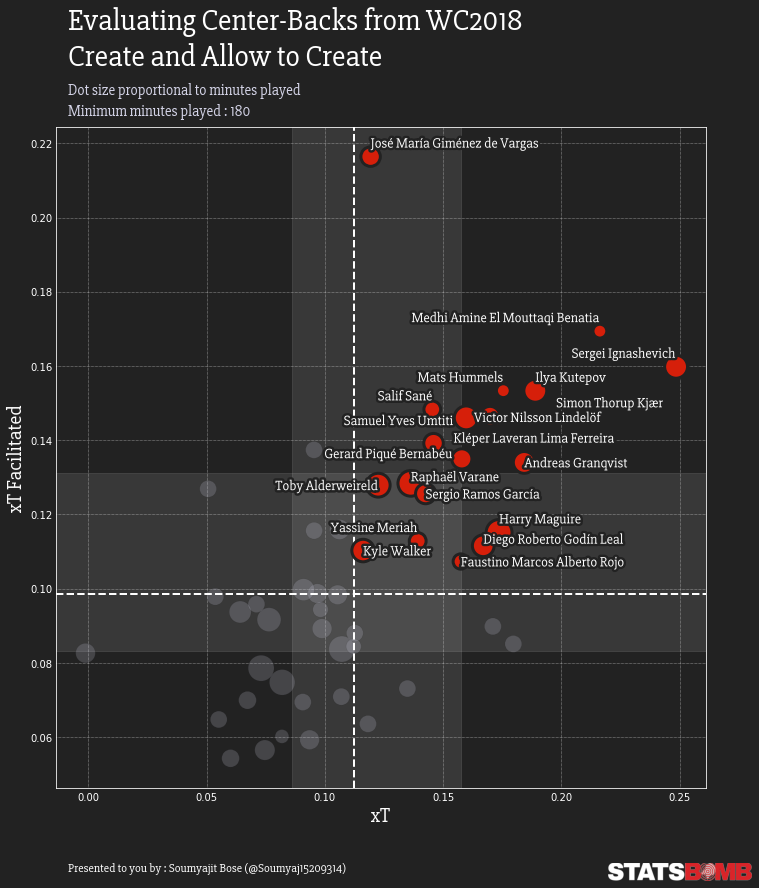 Evaluating Center-Backs from WC2018
Create and Allow to Create
Dot size proportional to minutes played
Minimum minutes played : 180
José María Giménez de Vargas
Medhi Amine El Mouttaqi Benatia
Sergei Ignashevich
Mats Hummels
Ilya Kutepov
Salif Sané
Simon Thorup Kjær
Samuel Yves Umtiti
Victor Nilsson Lindelöf
Kléper Laveran Lima Ferreira
Gerard Piqué Bernabéu
Andreas Granqvist
Raphaël Varane
Toby Alderweireld
Sergio Ramos García
Harry Maguire
Yassine Meriah
Diego Roberto Godín Leal
Kyle Walker
Faustino Marcos Alberto Rojo
xT Facilitated
0.22
0.20
0.18
0.16
0.14
0.12
0.10
0.08
0.06
0.00 0.05 0.10 0.15 0.20 0.25
xT
Presented to you by : Soumyajit Bose (@Soumyaj15209314)
STATSBOMB